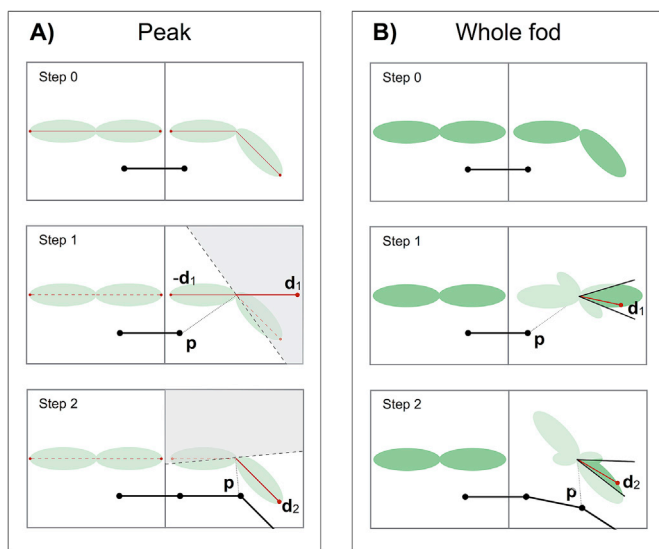 A) Peak
Step 0
Step 1
-d₁ d₁
p
Step 2
p
d₂
B) Whole fod
Step 0
Step 1
d₁
p
Step 2
d₂
p